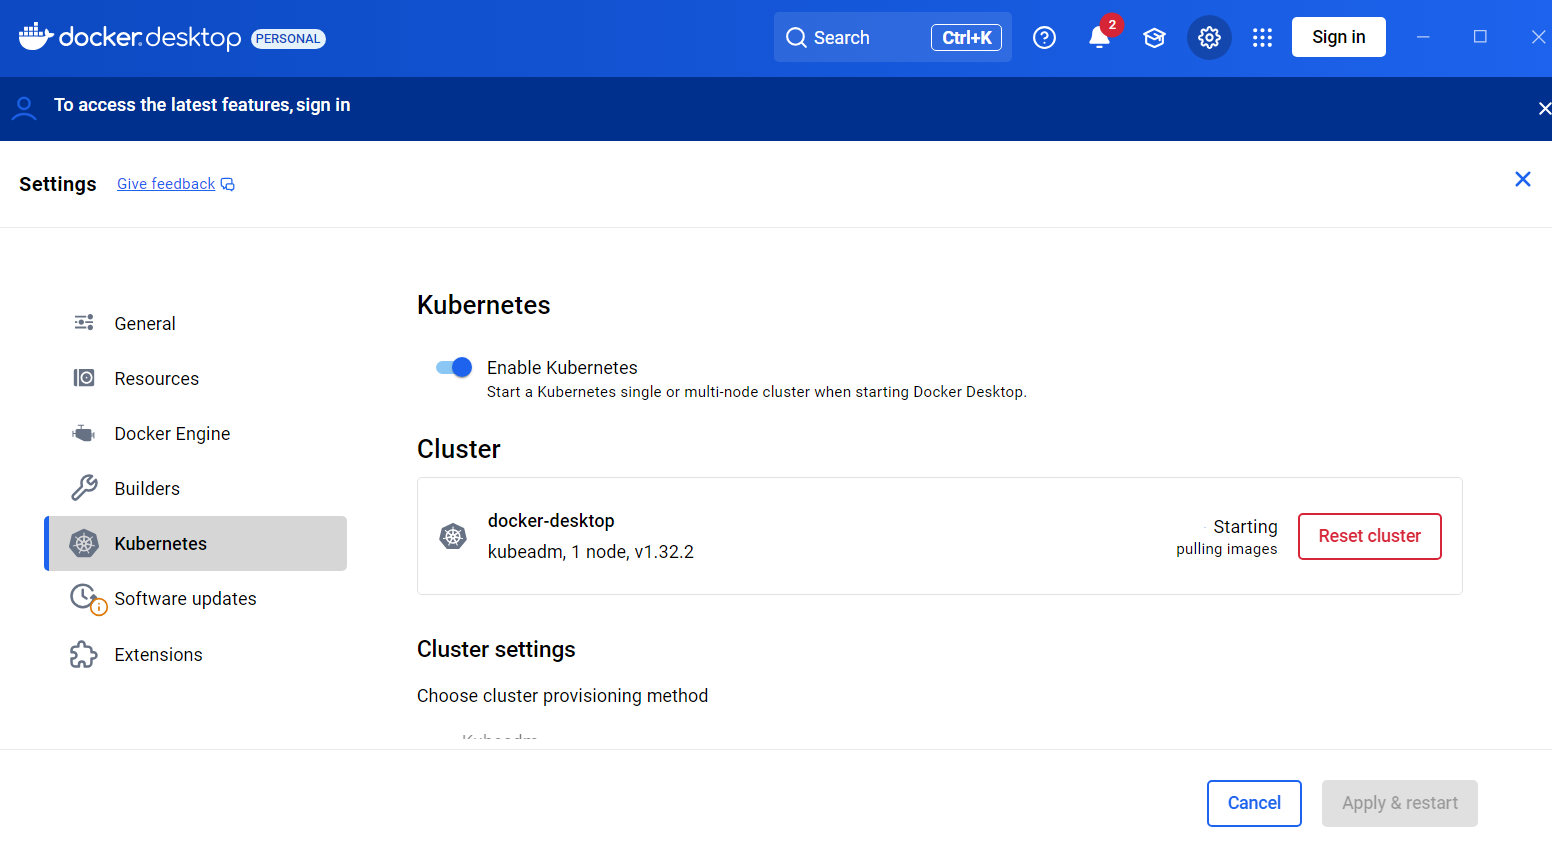 docker.desktop PERSONAL
Search Ctrl+K
2
Sign in
To access the latest features, sign in
Settings Give feedback
General
Resources
Docker Engine
Builders
Kubernetes
Software updates
Extensions
Kubernetes
Enable Kubernetes
Start a Kubernetes single or multi-node cluster when starting Docker Desktop.
Cluster
docker-desktop
kubeadm, 1 node, v1.32.2
Starting
pulling images
Reset cluster
Cluster settings
Choose cluster provisioning method
Kubeadm
Cancel
Apply & restart